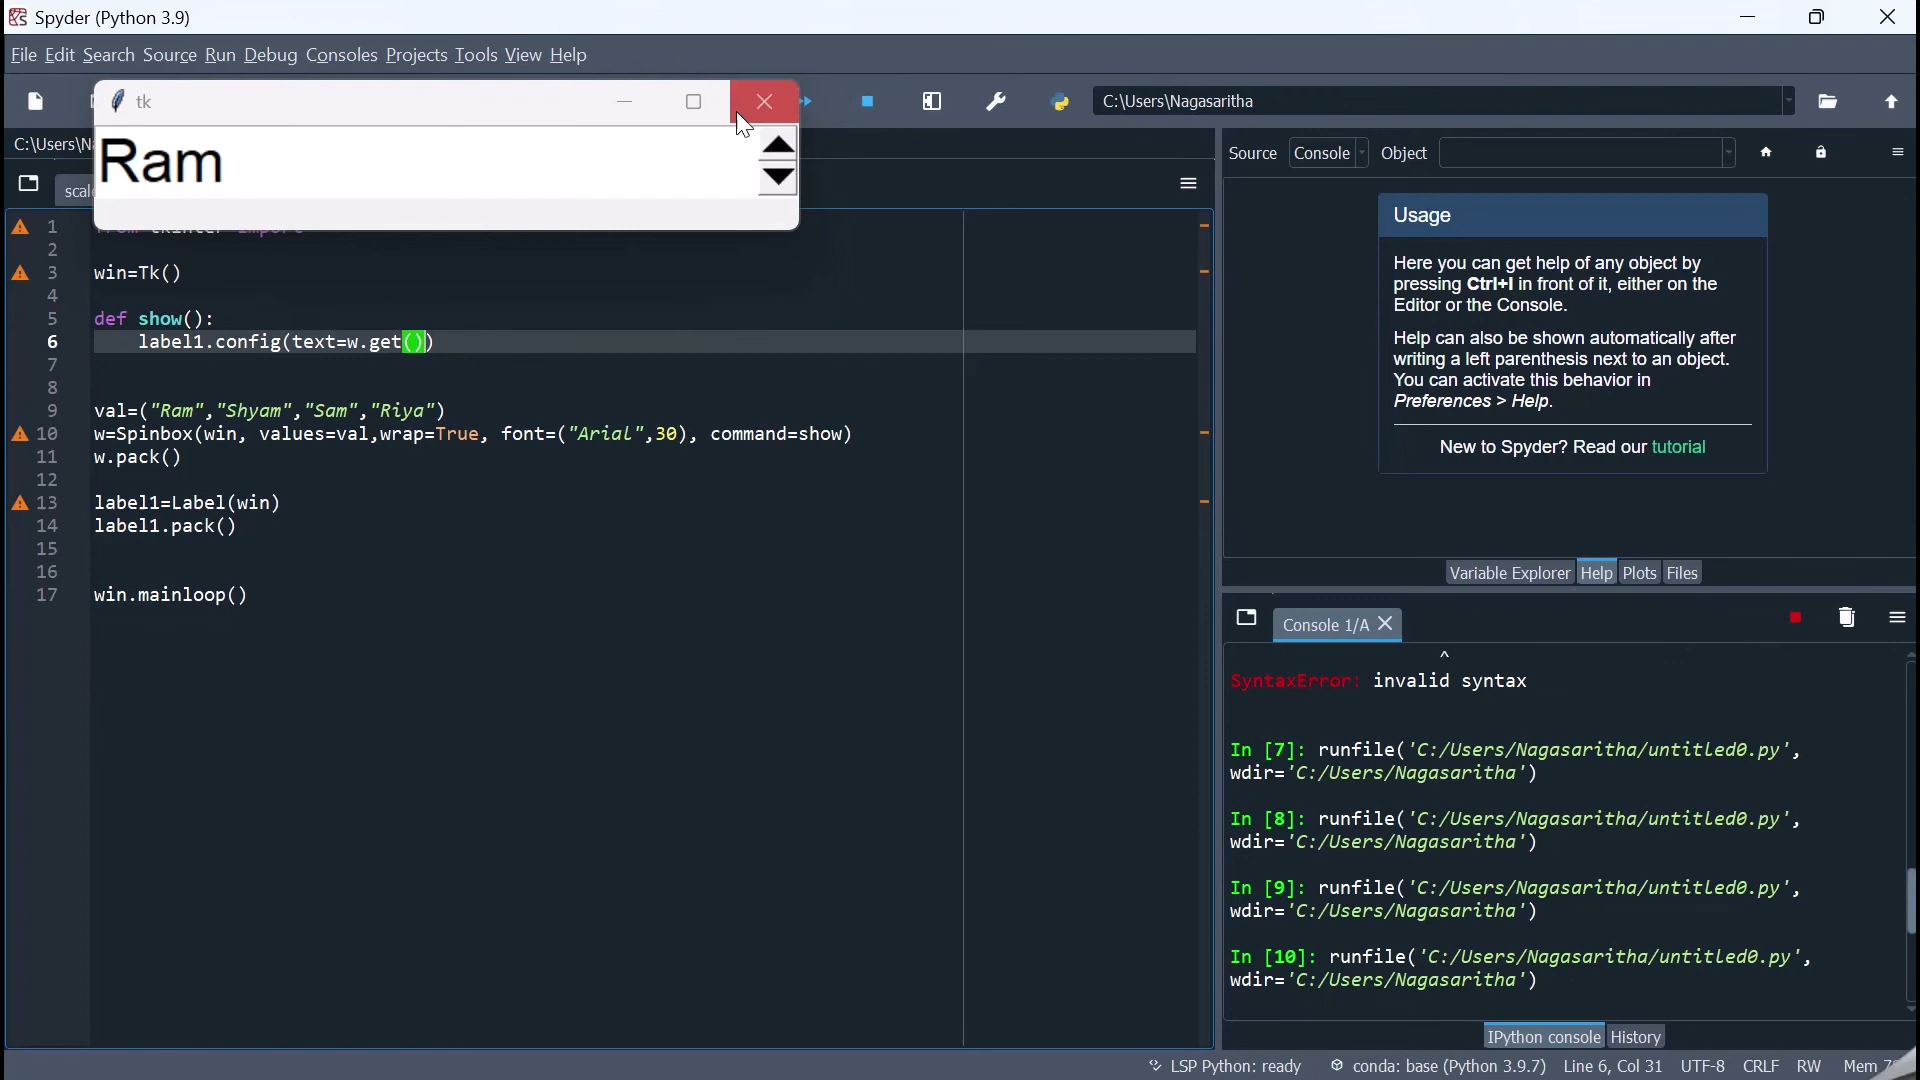 Spyder (Python 3.9)
File Edit Search Source Run Debug Consoles Projects Tools View Help
tk
C:\Users\Nagasaritha
C:\Users\Na
Ram
Source Console Object
scale
Usage
1
2
3 win=Tk()
4
5 def show():
6 label1.config(text=w.get())
7
8
9 val=("Ram","Shyam","Sam","Riya")
10 w=Spinbox(win, values=val,wrap=True, font=("Arial",30), command=show)
11 w.pack()
12
13 label1=Label(win)
14 label1.pack()
15
16
17 win.mainloop()
Here you can get help of any object by
pressing Ctrl+I in front of it, either on the
Editor or the Console.
Help can also be shown automatically after
writing a left parenthesis next to an object.
You can activate this behavior in
Preferences > Help.
New to Spyder? Read our tutorial
Variable Explorer Help Plots Files
Console 1/A
^
SyntaxError: invalid syntax
In [7]: runfile('C:/Users/Nagasaritha/untitled0.py',
wdir='C:/Users/Nagasaritha')
In [8]: runfile('C:/Users/Nagasaritha/untitled0.py',
wdir='C:/Users/Nagasaritha')
In [9]: runfile('C:/Users/Nagasaritha/untitled0.py',
wdir='C:/Users/Nagasaritha')
In [10]: runfile('C:/Users/Nagasaritha/untitled0.py',
wdir='C:/Users/Nagasaritha')
IPython console History
LSP Python: ready conda: base (Python 3.9.7) Line 6, Col 31 UTF-8 CRLF RW Mem